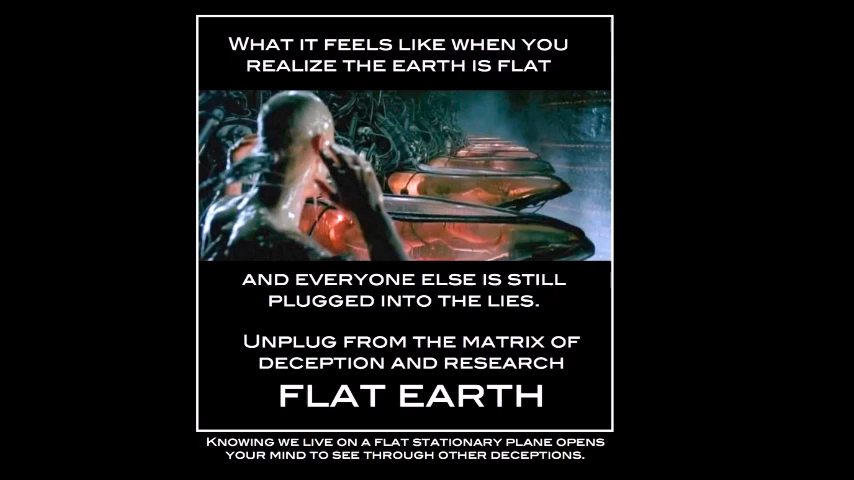 What it feels like when you
realize the earth is flat
and everyone else is still
plugged into the lies.
Unplug from the matrix of
deception and research
FLAT EARTH
Knowing we live on a flat stationary plane opens
your mind to see through other deceptions.